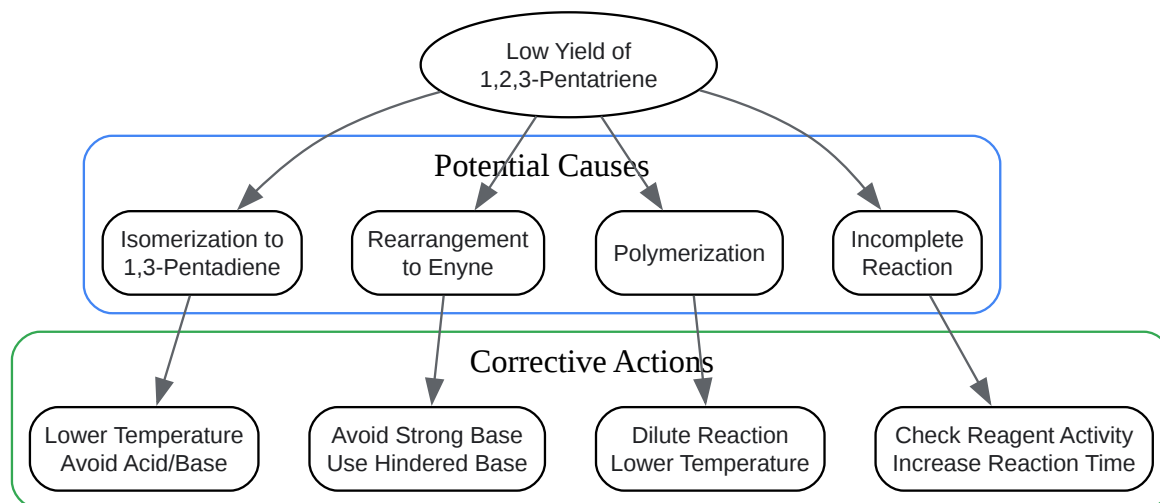 Low Yield of
1,2,3-Pentatriene
Potential Causes
Isomerization to
1,3-Pentadiene
Rearrangement
to Enyne
Polymerization
Incomplete
Reaction
Corrective Actions
Lower Temperature
Avoid Acid/Base
Avoid Strong Base
Use Hindered Base
Dilute Reaction
Lower Temperature
Check Reagent Activity
Increase Reaction Time